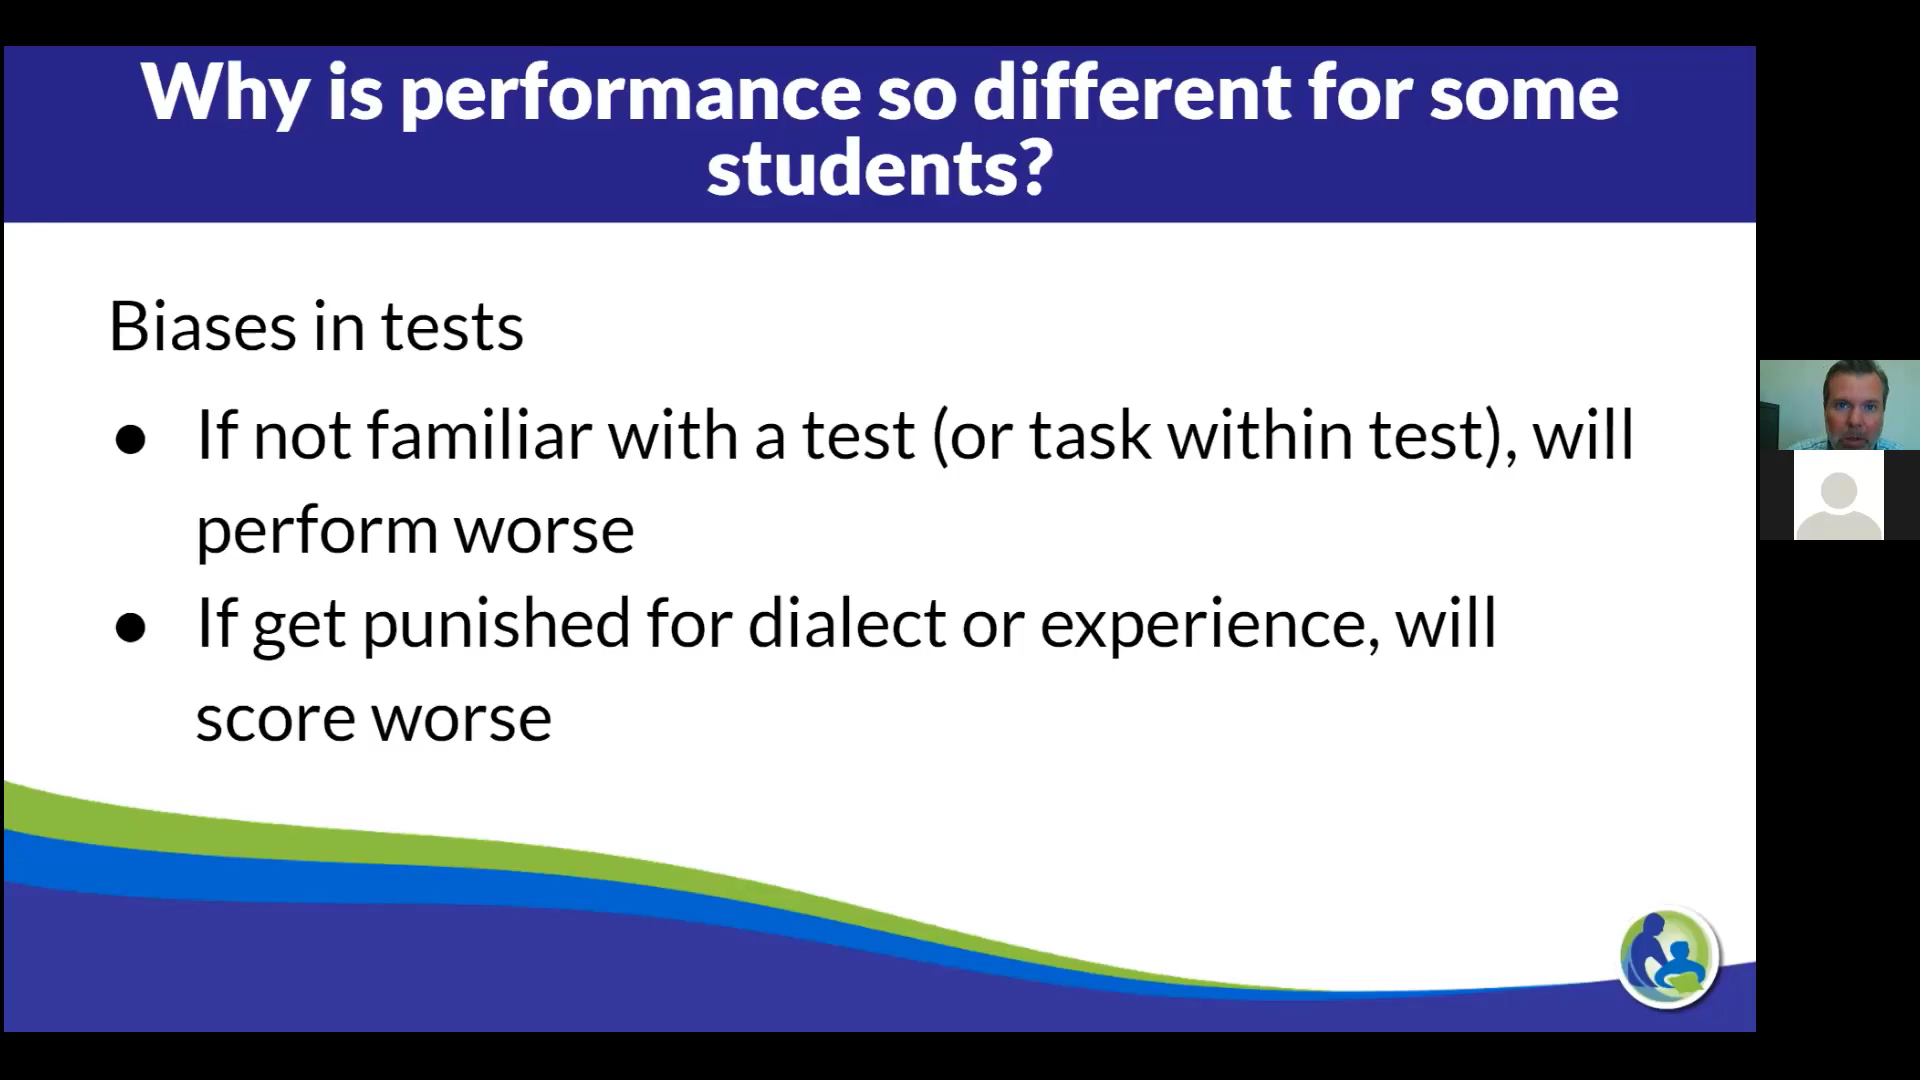 Why is performance so different for some
students?
Biases in tests
● If not familiar with a test (or task within test), will
perform worse
● If get punished for dialect or experience, will
score worse